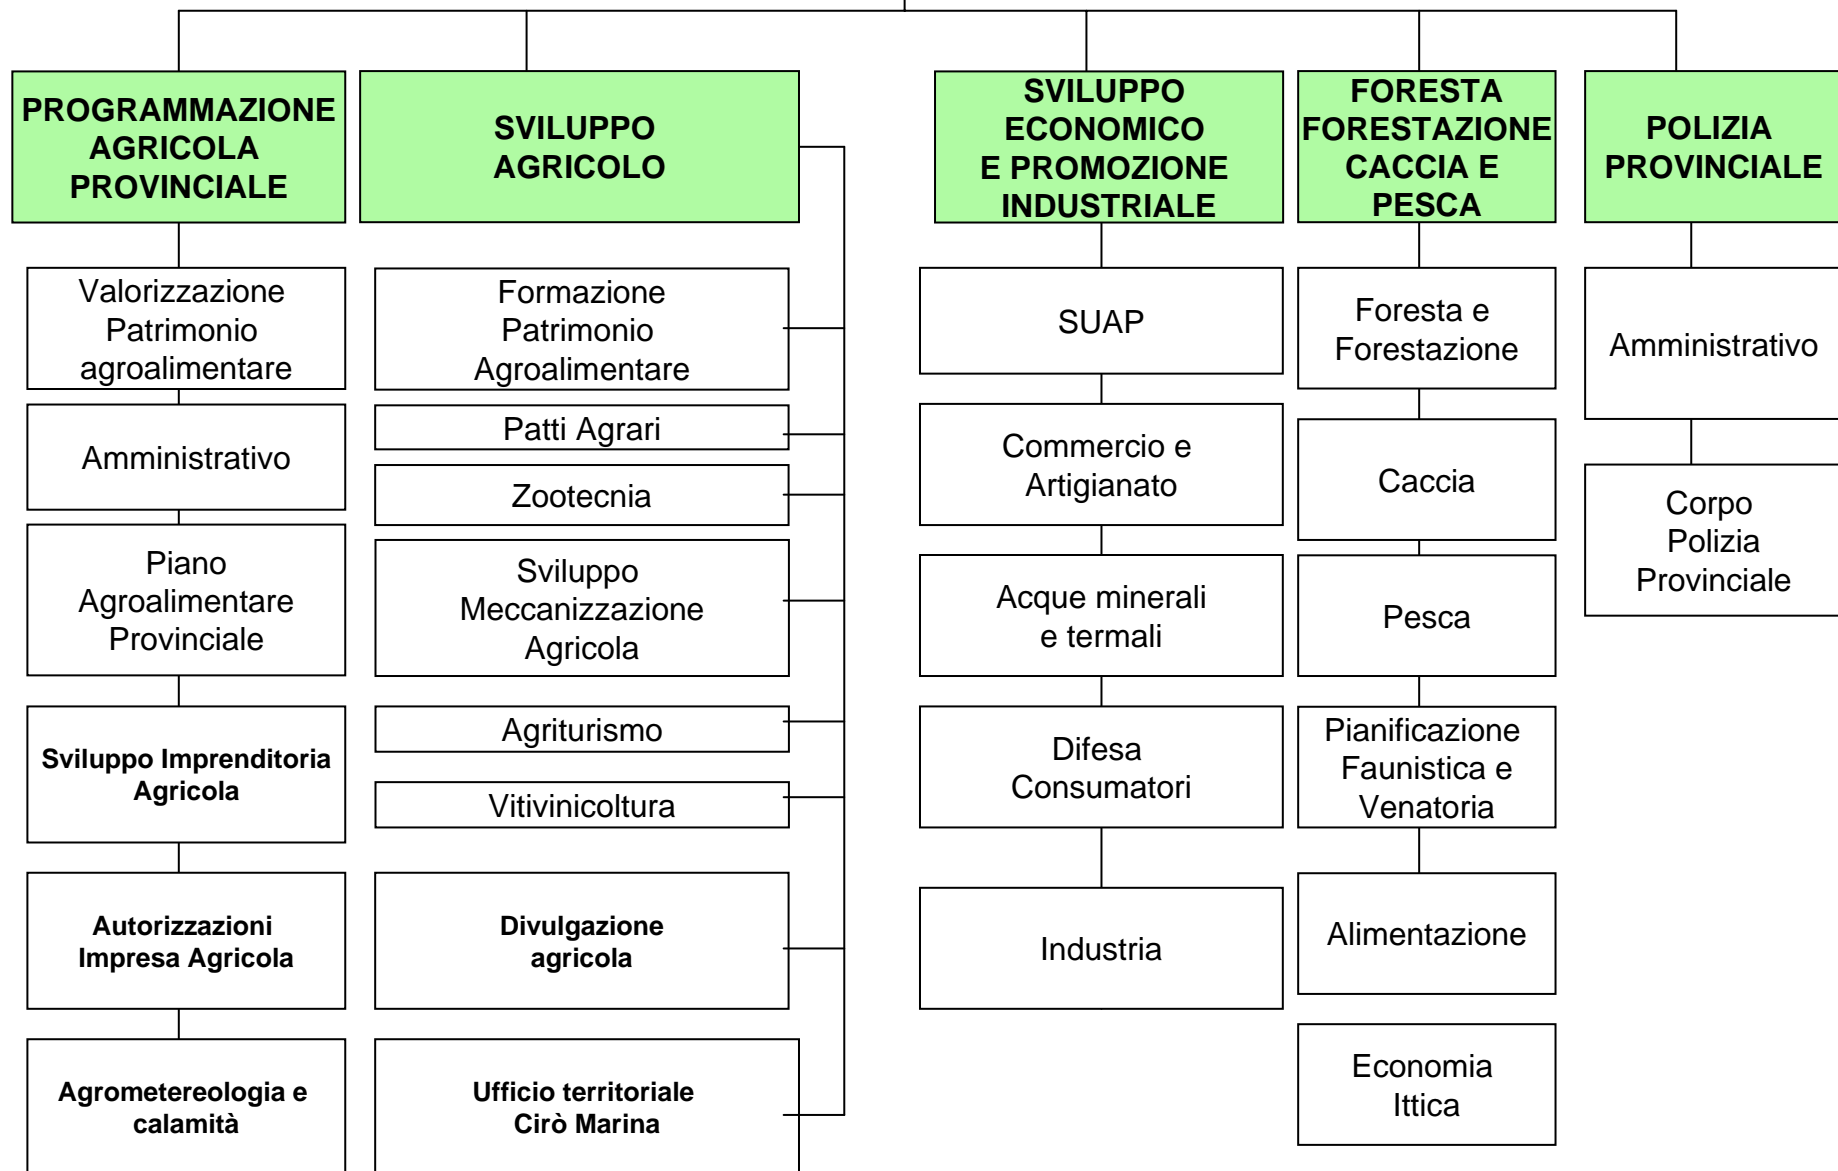 PROGRAMMAZIONE
AGRICOLA
PROVINCIALE
Valorizzazione
Patrimonio
agroalimentare
Amministrativo
Piano
Agroalimentare
Provinciale
Sviluppo Imprenditoria
Agricola
Autorizzazioni
Impresa Agricola
Agrometereologia e
calamità
SVILUPPO
AGRICOLO
Formazione
Patrimonio
Agroalimentare
Patti Agrari
Zootecnia
Sviluppo
Meccanizzazione
Agricola
Agriturismo
Vitivinicoltura
Divulgazione
agricola
Ufficio territoriale
Cirò Marina
SVILUPPO
ECONOMICO
E PROMOZIONE
INDUSTRIALE
SUAP
Commercio e
Artigianato
Acque minerali
e termali
Difesa
Consumatori
Industria
FORESTA
FORESTAZIONE
CACCIA E
PESCA
Foresta e
Forestazione
Caccia
Pesca
Pianificazione
Faunistica e
Venatoria
Alimentazione
Economia
Ittica
POLIZIA
PROVINCIALE
Amministrativo
Corpo
Polizia
Provinciale